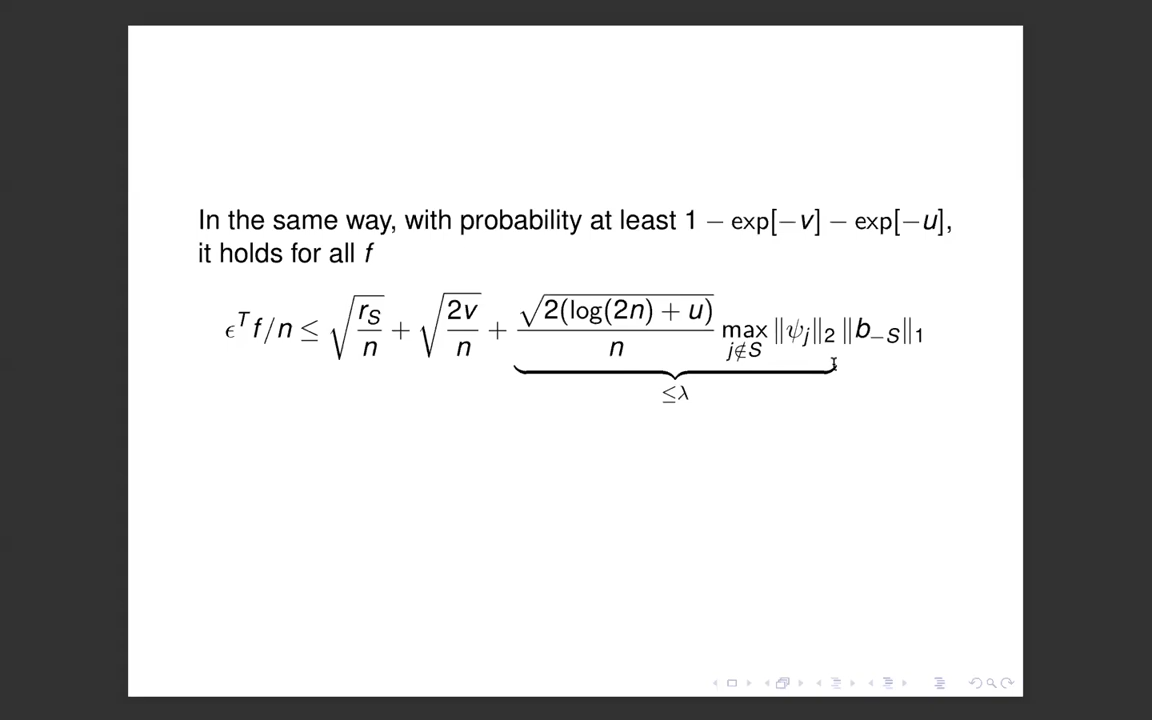 In the same way, with probability at least 1 − exp[−v] − exp[−u],
it holds for all f
ϵ^T f/n ≤ √(r_S/n) + √(2v/n) + √(2(log(2n) + u))/n max_{j∉S} ‖ψ_j‖_2 ‖b_{−S}‖_1
≤λ